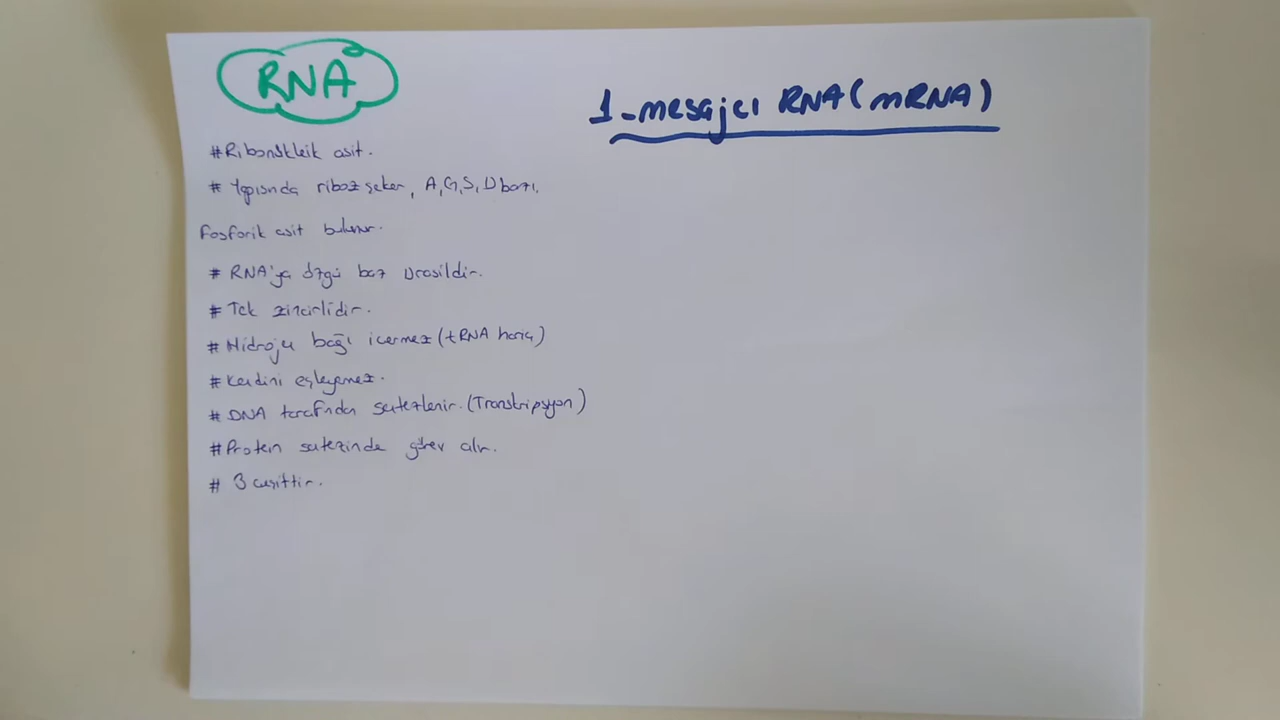 RNA
1-mesajcı RNA (mRNA)
#Ribonükleik asit.
# Yapısında riboz şeker, A,G,S,U bazı,
fosforik asit bulunur.
# RNA'ya özgü baz Urasildir.
# Tek zincirlidir.
# Hidrojen bağı içermez (tRNA hariç)
# Kendini eşleyemez.
# DNA tarafından sentezlenir. (Transkripsyon)
#Protein sentezinde görev alır.
# 3 çeşittir.